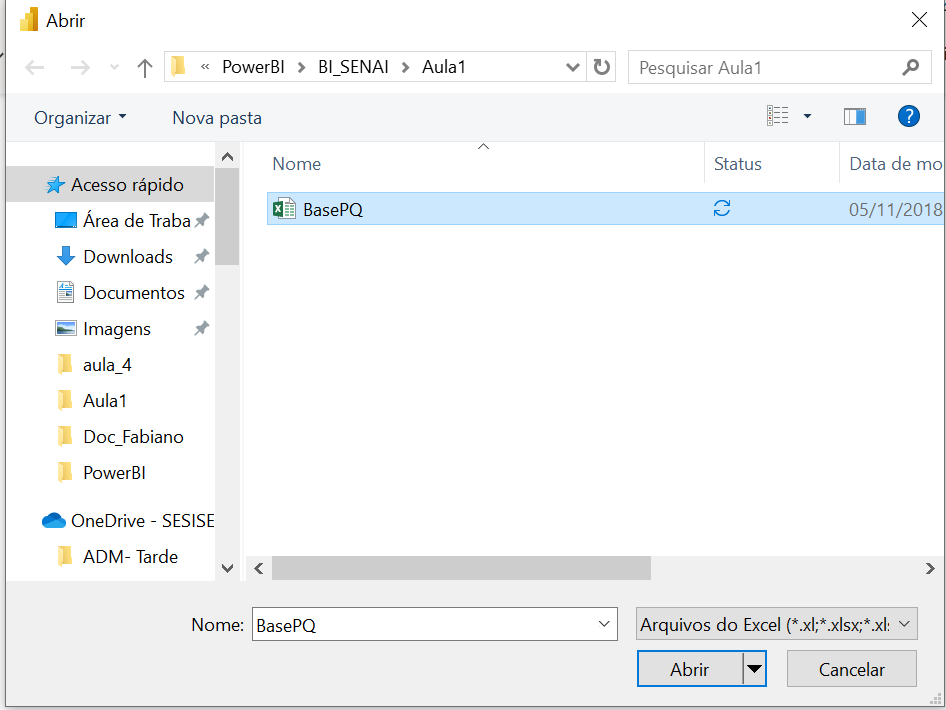 Abrir
« PowerBI > BI_SENAI > Aula1
Pesquisar Aula1
Organizar
Nova pasta
?
Nome
Status
Data de mo
Acesso rápido
Área de Traba
Downloads
Documentos
Imagens
aula_4
Aula1
Doc_Fabiano
PowerBI
OneDrive - SESISE
ADM- Tarde
BasePQ
05/11/2018
Nome:
BasePQ
Arquivos do Excel (*.xl;*.xlsx;*.xl
Abrir
Cancelar